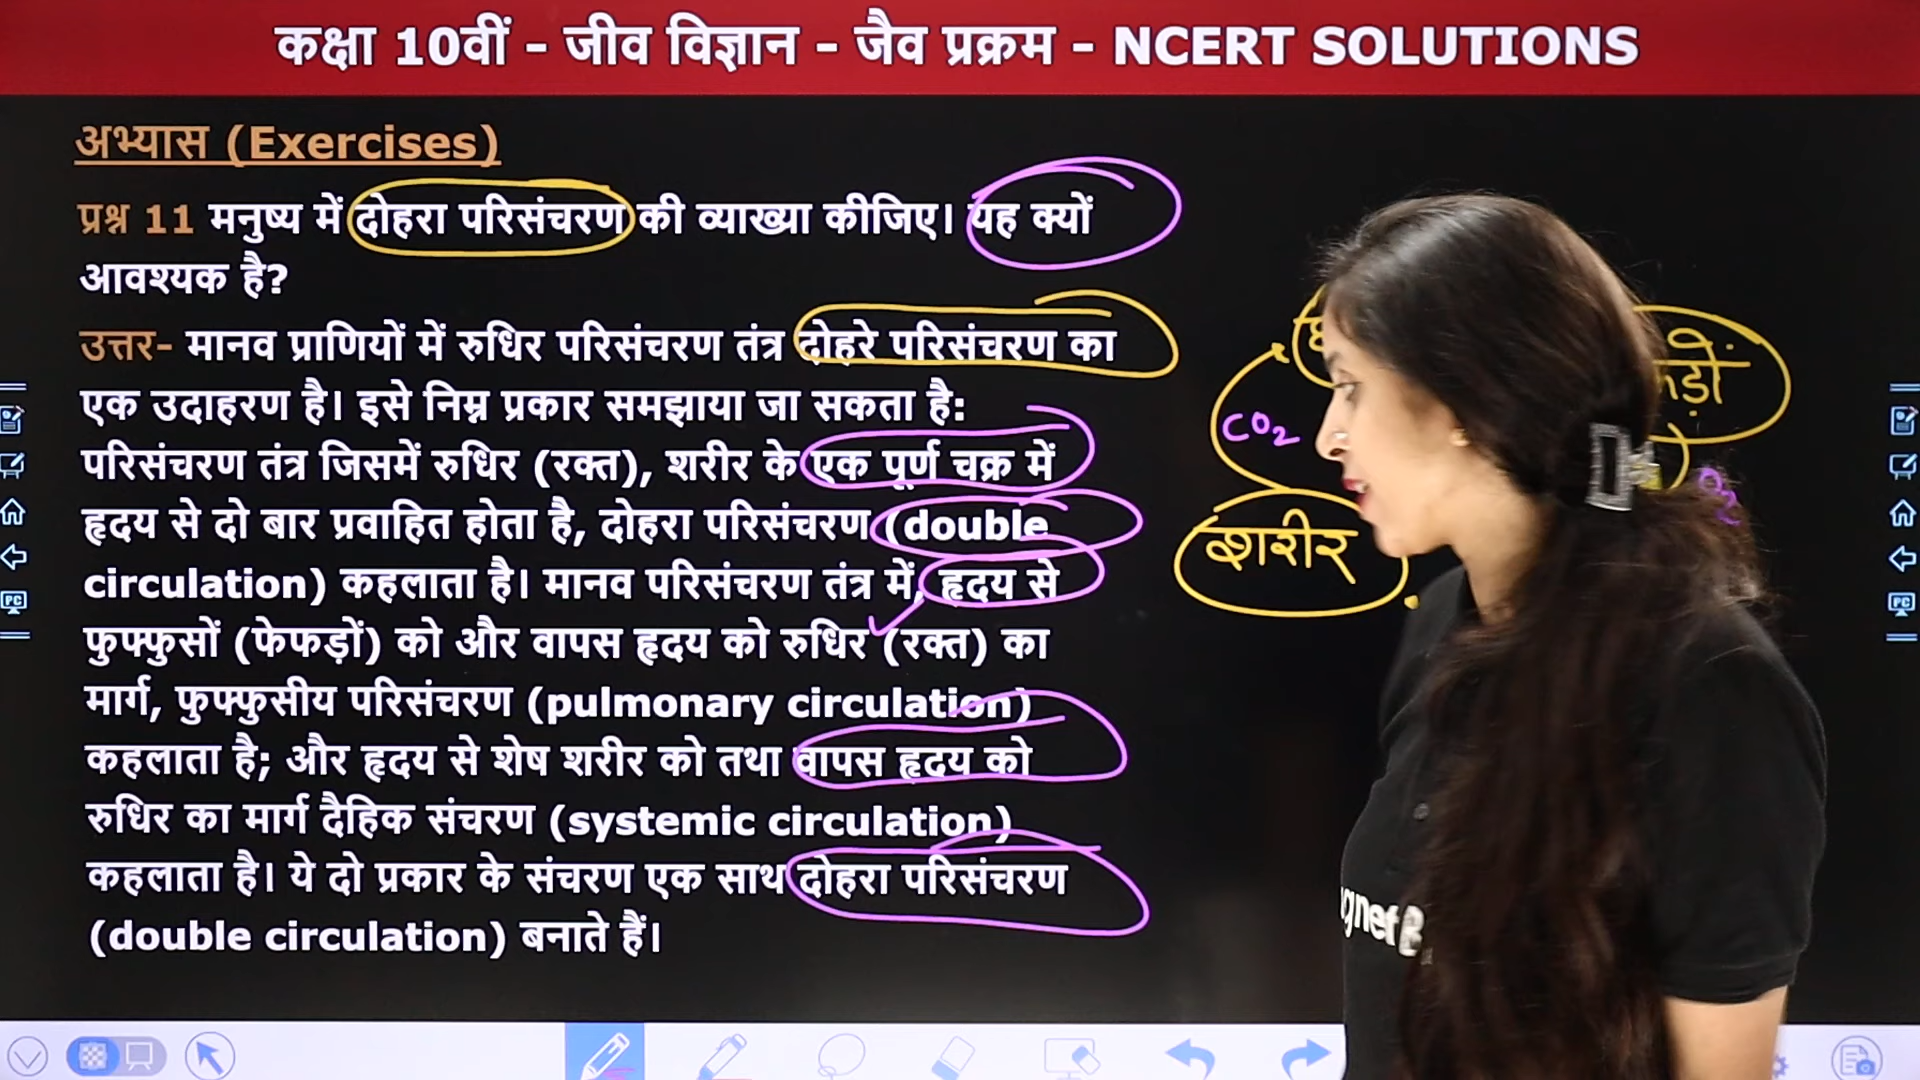 कक्षा 10वीं - जीव विज्ञान - जैव प्रक्रम - NCERT SOLUTIONS
अभ्यास (Exercises)
प्रश्न 11 मनुष्य में दोहरा परिसंचरण की व्याख्या कीजिए। यह क्यों
आवश्यक है?
उत्तर- मानव प्राणियों में रुधिर परिसंचरण तंत्र दोहरे परिसंचरण का
एक उदाहरण है। इसे निम्न प्रकार समझाया जा सकता है:
परिसंचरण तंत्र जिसमें रुधिर (रक्त), शरीर के एक पूर्ण चक्र में
हृदय से दो बार प्रवाहित होता है, दोहरा परिसंचरण (double
circulation) कहलाता है। मानव परिसंचरण तंत्र में, हृदय से
फुफ्फुसों (फेफड़ों) को और वापस हृदय को रुधिर (रक्त) का
मार्ग, फुफ्फुसीय परिसंचरण (pulmonary circulation)
कहलाता है; और हृदय से शेष शरीर को तथा वापस हृदय को
रुधिर का मार्ग दैहिक संचरण (systemic circulation)
कहलाता है। ये दो प्रकार के संचरण एक साथ दोहरा परिसंचरण
(double circulation) बनाते हैं।
CO2
O2
शरीर
PC
PC